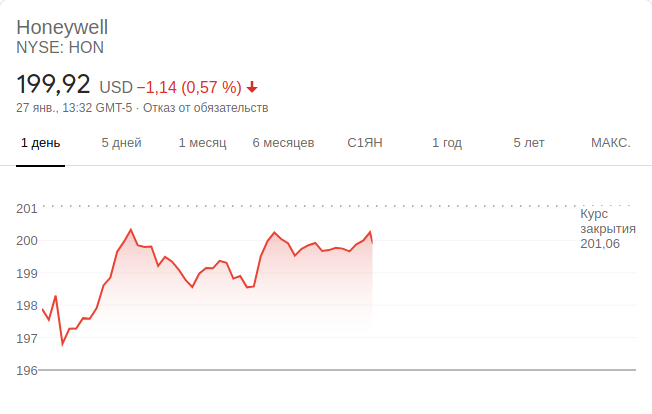 Honeywell
NYSE: HON
199,92 USD −1,14 (0,57 %)
27 янв., 13:32 GMT-5 · Отказ от обязательств
1 день 5 дней 1 месяц 6 месяцев С1ЯН 1 год 5 лет МАКС.
201
Курс
закрытия
201,06
200
199
198
197
196